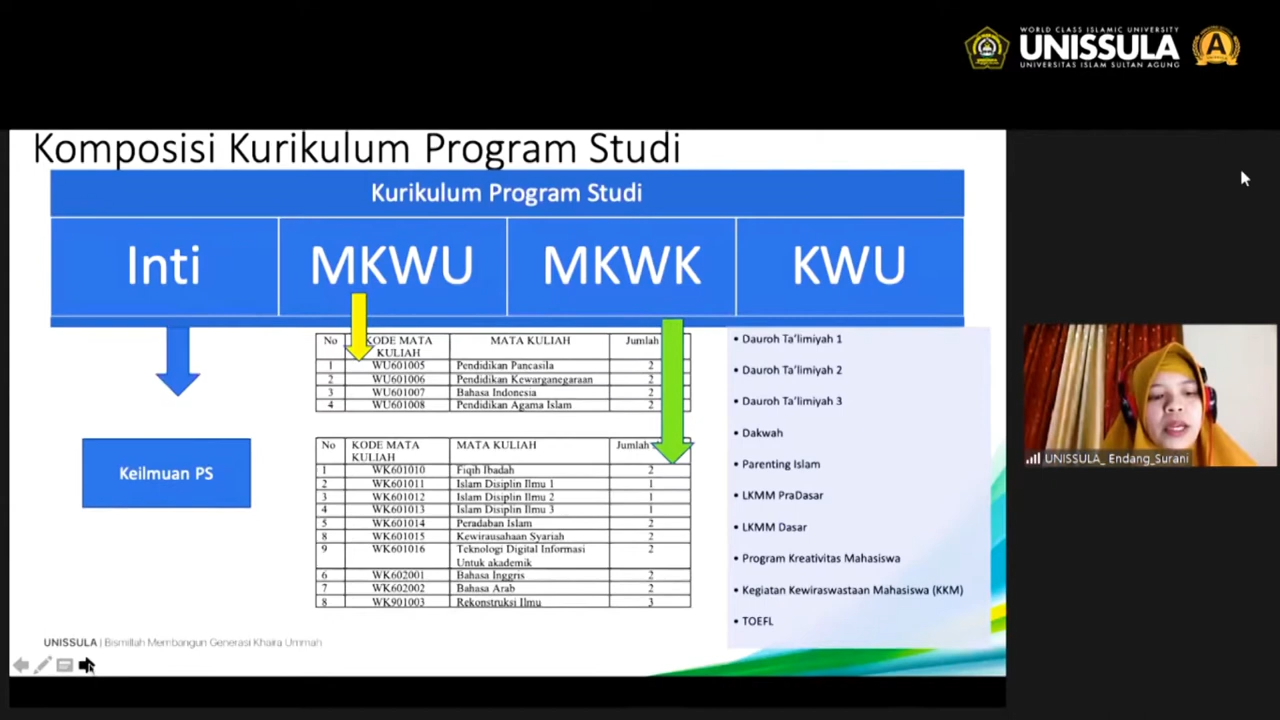 WORLD CLASS ISLAMIC UNIVERSITY
UNISSULA
UNIVERSITAS ISLAM SULTAN AGUNG
A
Komposisi Kurikulum Program Studi
Kurikulum Program Studi
Inti MKWU MKWK KWU
Keilmuan PS
No KODE MATA KULIAH MATA KULIAH Jumlah
1 WU601005 Pendidikan Pancasila 2
2 WU601006 Pendidikan Kewarganegaraan 2
3 WU601007 Bahasa Indonesia 2
4 WU601008 Pendidikan Agama Islam 2
No KODE MATA KULIAH MATA KULIAH Jumlah
1 WK601010 Fiqih Ibadah 2
2 WK601011 Islam Disiplin Ilmu 1 1
3 WK601012 Islam Disiplin Ilmu 2 1
4 WK601013 Islam Disiplin Ilmu 3 1
5 WK601014 Peradaban Islam 2
8 WK601015 Kewirausahaan Syariah 2
9 WK601016 Teknologi Digital Informasi 2
Untuk akademik
6 WK602001 Bahasa Inggris 2
7 WK602002 Bahasa Arab 2
8 WK901003 Rekonstruksi Ilmu 3
• Dauroh Ta'limiyah 1
• Dauroh Ta'limiyah 2
• Dauroh Ta'limiyah 3
• Dakwah
• Parenting Islam
• LKMM PraDasar
• LKMM Dasar
• Program Kreativitas Mahasiswa
• Kegiatan Kewiraswastaan Mahasiswa (KKM)
• TOEFL
UNISSULA | Bismillah Membangun Generasi Khaira Ummah
UNISSULA_ Endang_Surani